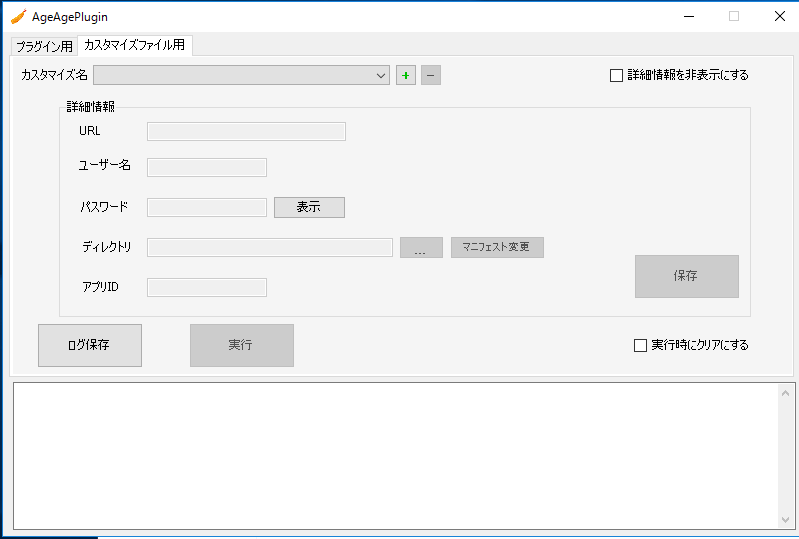 AgeAgePlugin
プラグイン用 カスタマイズファイル用
カスタマイズ名 + − 詳細情報を非表示にする
詳細情報
URL
ユーザー名
パスワード 表示
ディレクトリ ... マニフェスト変更
アプリID 保存
ログ保存 実行 実行時にクリアにする